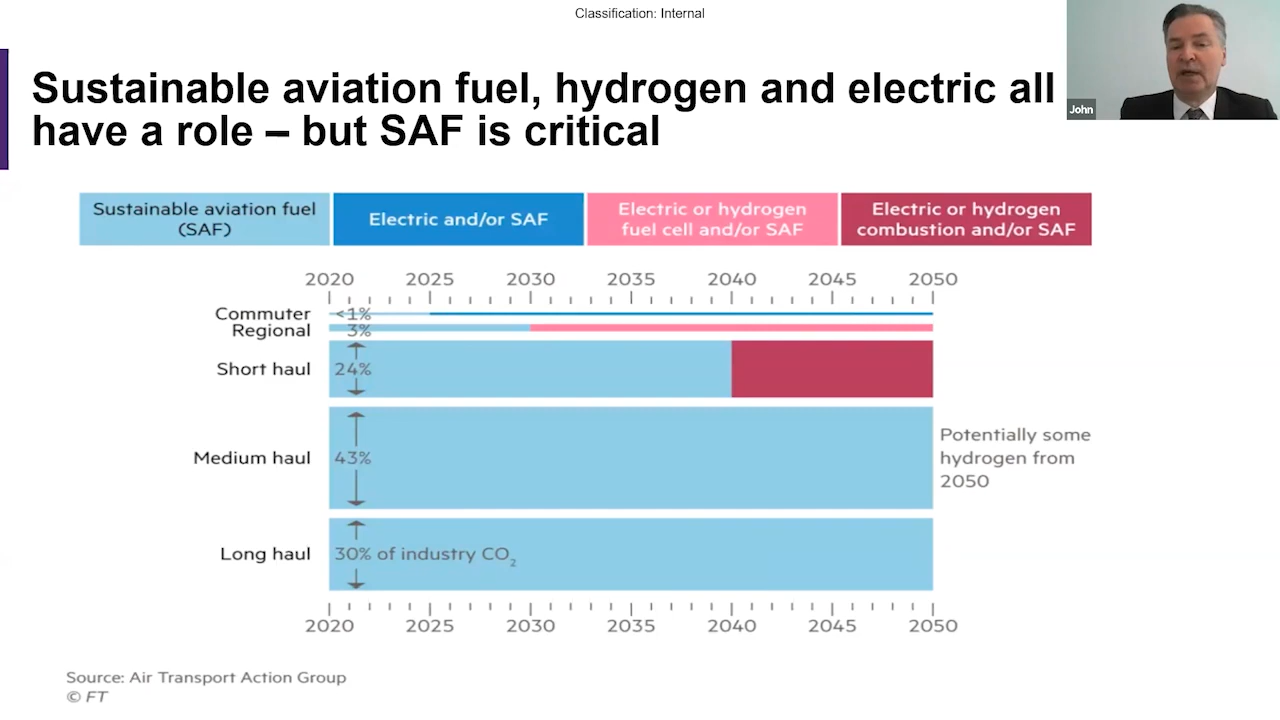 Classification: Internal
Sustainable aviation fuel, hydrogen and electric all
have a role – but SAF is critical
John
Sustainable aviation fuel
(SAF)
Electric and/or SAF
Electric or hydrogen
fuel cell and/or SAF
Electric or hydrogen
combustion and/or SAF
2020 2025 2030 2035 2040 2045 2050
Commuter <1%
Regional 3%
Short haul 24%
Medium haul 43%
Potentially some
hydrogen from
2050
Long haul 30% of industry CO₂
2020 2025 2030 2035 2040 2045 2050
Source: Air Transport Action Group
© FT